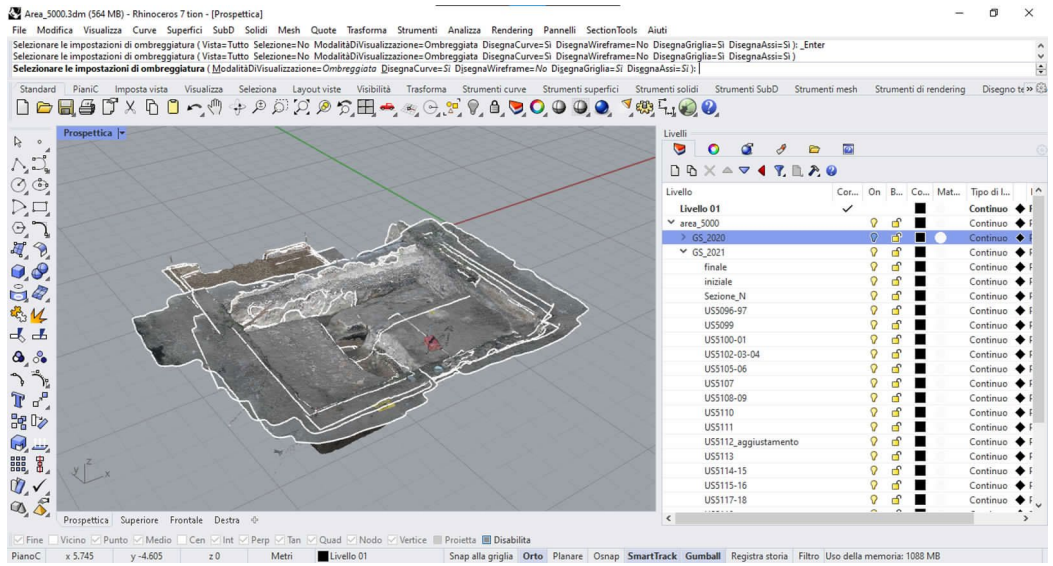 Area_5000.3dm (564 MB) - Rhinoceros 7 tion - [Prospettica]
File Modifica Visualizza Curve Superfici SubD Solidi Mesh Quote Trasforma Strumenti Analizza Rendering Pannelli SectionTools Aiuti
Selezionare le impostazioni di ombreggiatura ( Vista=Tutto Selezione=No ModalitàDiVisualizzazione=Ombreggiata DisegnaCurve=Sì DisegnaWireframe=No DisegnaGriglia=Sì DisegnaAssi=Sì ): _Enter
Selezionare le impostazioni di ombreggiatura ( Vista=Tutto Selezione=No ModalitàDiVisualizzazione=Ombreggiata DisegnaCurve=Sì DisegnaWireframe=No DisegnaGriglia=Sì DisegnaAssi=Sì )
Selezionare le impostazioni di ombreggiatura ( ModalitàDiVisualizzazione=Ombreggiata DisegnaCurve=Sì DisegnaWireframe=No DisegnaGriglia=Sì DisegnaAssi=Sì ):
Standard PianiC Imposta vista Visualizza Seleziona Layout viste Visibilità Trasforma Strumenti curve Strumenti superfici Strumenti solidi Strumenti SubD Strumenti mesh Strumenti di rendering Disegno te »
Prospettica
Livelli
Livello Cor... On B... Co... Mat... Tipo di l...
Livello 01 Continuo
area_5000 Continuo
GS_2020 Continuo
GS_2021 Continuo
finale Continuo
iniziale Continuo
Sezione_N Continuo
US5096-97 Continuo
US5099 Continuo
US5100-01 Continuo
US5102-03-04 Continuo
US5105-06 Continuo
US5107 Continuo
US5108-09 Continuo
US5110 Continuo
US5111 Continuo
US5112_aggiustamento Continuo
US5113 Continuo
US5114-15 Continuo
US5115-16 Continuo
US5117-18 Continuo
z
y
x
Prospettica Superiore Frontale Destra
Fine Vicino Punto Medio Cen Int Perp Tan Quad Nodo Vertice Proietta Disabilita
PianoC x 5.745 y -4.605 z 0 Metri Livello 01 Snap alla griglia Orto Planare Osnap SmartTrack Gumball Registra storia Filtro Uso della memoria: 1088 MB